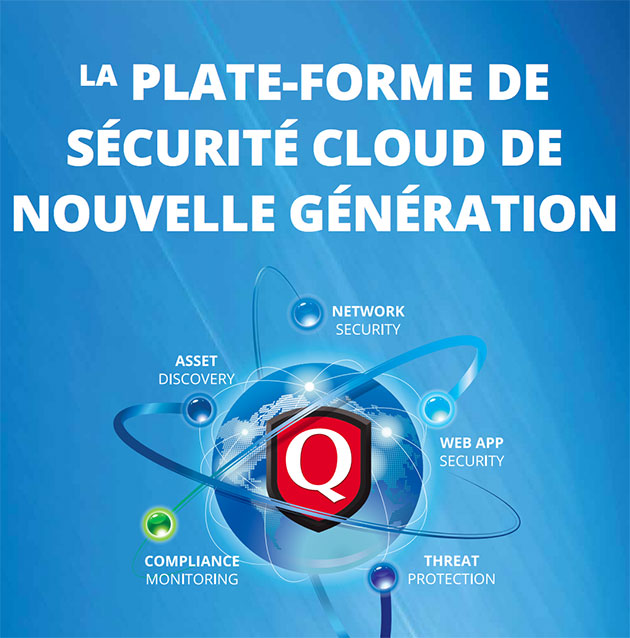 LA PLATE-FORME DE
SÉCURITÉ CLOUD DE
NOUVELLE GÉNÉRATION
NETWORK
SECURITY
ASSET
DISCOVERY
WEB APP
SECURITY
Q
COMPLIANCE
MONITORING
THREAT
PROTECTION